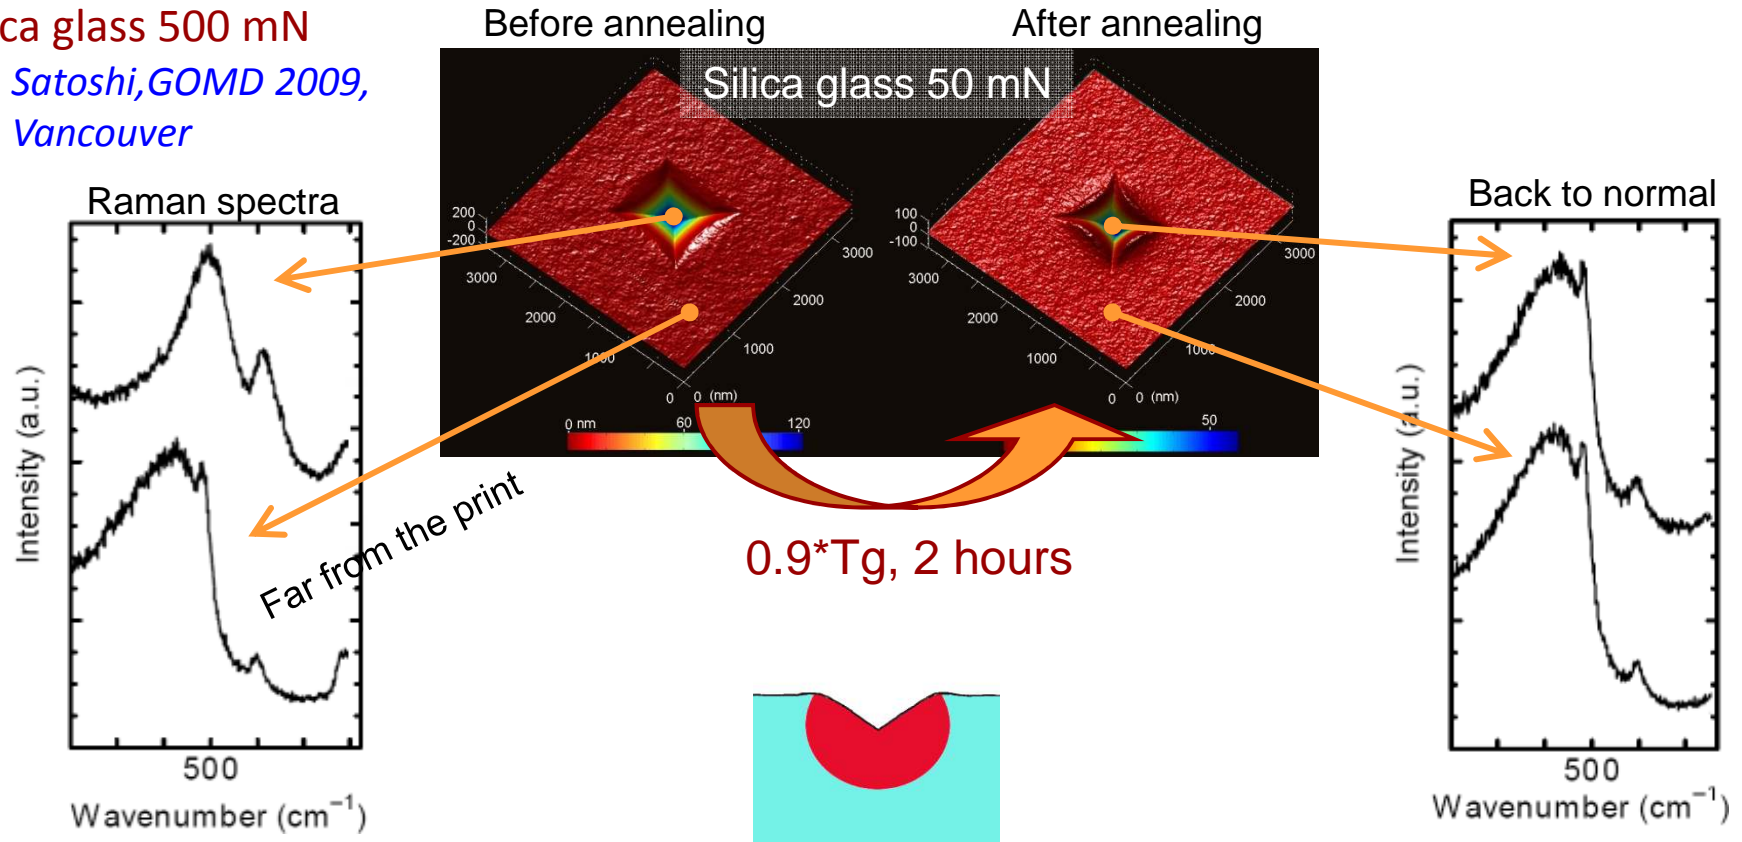 ca glass 500 mN
Satoshi,GOMD 2009,
Vancouver
Before annealing
After annealing
Silica glass 50 mN
Raman spectra
Back to normal
200
0
-200
3000
2000
1000
0
0 (nm)
1000
2000
3000
0 nm
60
120
100
0
-100
3000
2000
1000
0
0 (nm)
1000
2000
3000
50
Far from the print
0.9*Tg, 2 hours
Intensity (a.u.)
500
Wavenumber (cm⁻¹)
Intensity (a.u.)
500
Wavenumber (cm⁻¹)